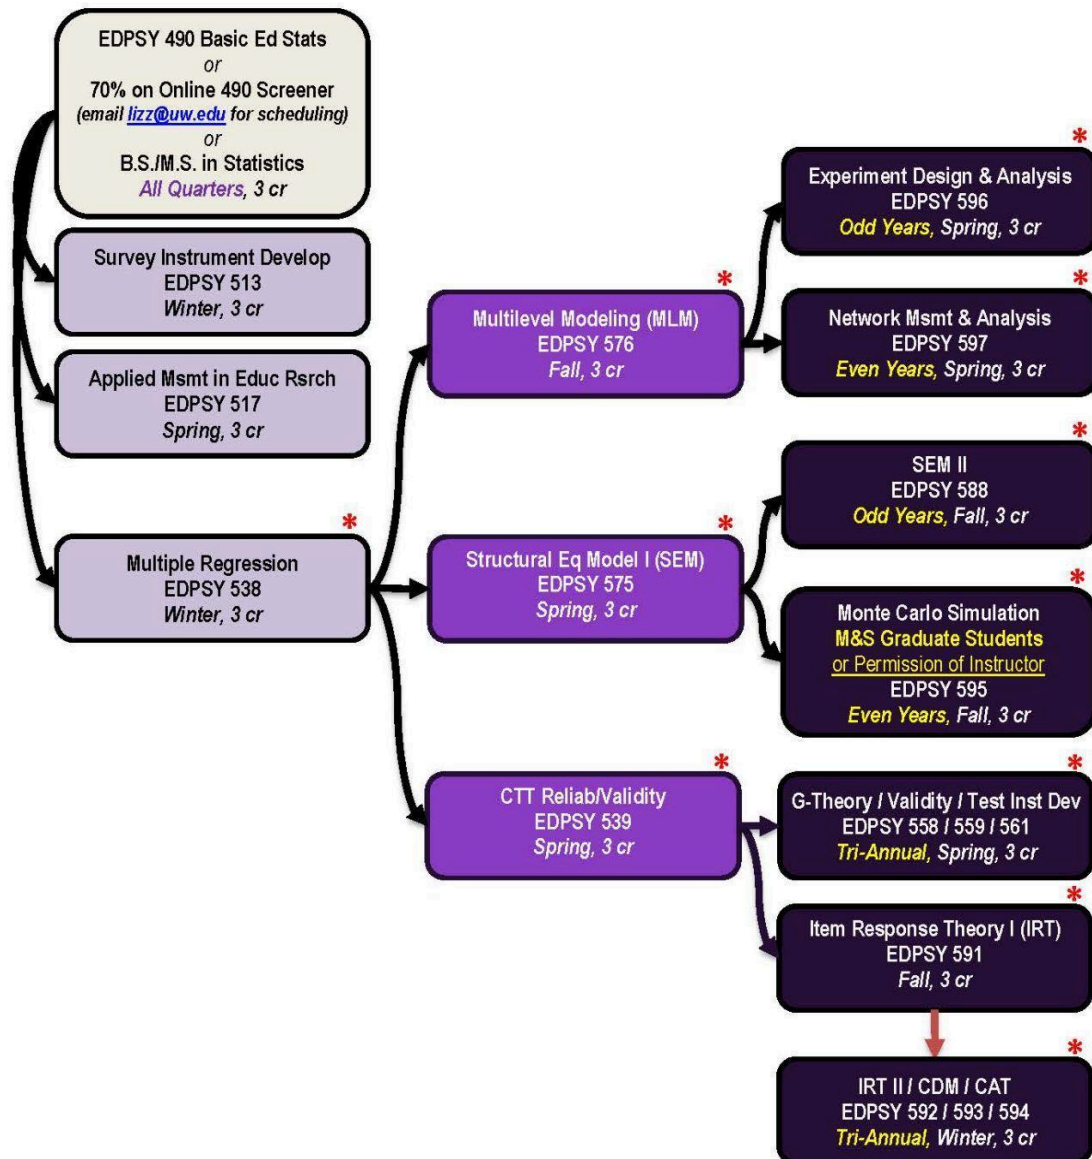 EDPSY 490 Basic Ed Stats
or
70% on Online 490 Screener
(email lizz@uw.edu for scheduling)
or
B.S./M.S. in Statistics
All Quarters, 3 cr
Survey Instrument Develop
EDPSY 513
Winter, 3 cr
Applied Msmt in Educ Rsrch
EDPSY 517
Spring, 3 cr
*
Multiple Regression
EDPSY 538
Winter, 3 cr
*
Multilevel Modeling (MLM)
EDPSY 576
Fall, 3 cr
*
Structural Eq Model I (SEM)
EDPSY 575
Spring, 3 cr
*
CTT Reliab/Validity
EDPSY 539
Spring, 3 cr
*
Experiment Design & Analysis
EDPSY 596
Odd Years, Spring, 3 cr
*
Network Msmt & Analysis
EDPSY 597
Even Years, Spring, 3 cr
*
SEM II
EDPSY 588
Odd Years, Fall, 3 cr
*
Monte Carlo Simulation
M&S Graduate Students
or Permission of Instructor
EDPSY 595
Even Years, Fall, 3 cr
*
G-Theory / Validity / Test Inst Dev
EDPSY 558 / 559 / 561
Tri-Annual, Spring, 3 cr
*
Item Response Theory I (IRT)
EDPSY 591
Fall, 3 cr
*
IRT II / CDM / CAT
EDPSY 592 / 593 / 594
Tri-Annual, Winter, 3 cr